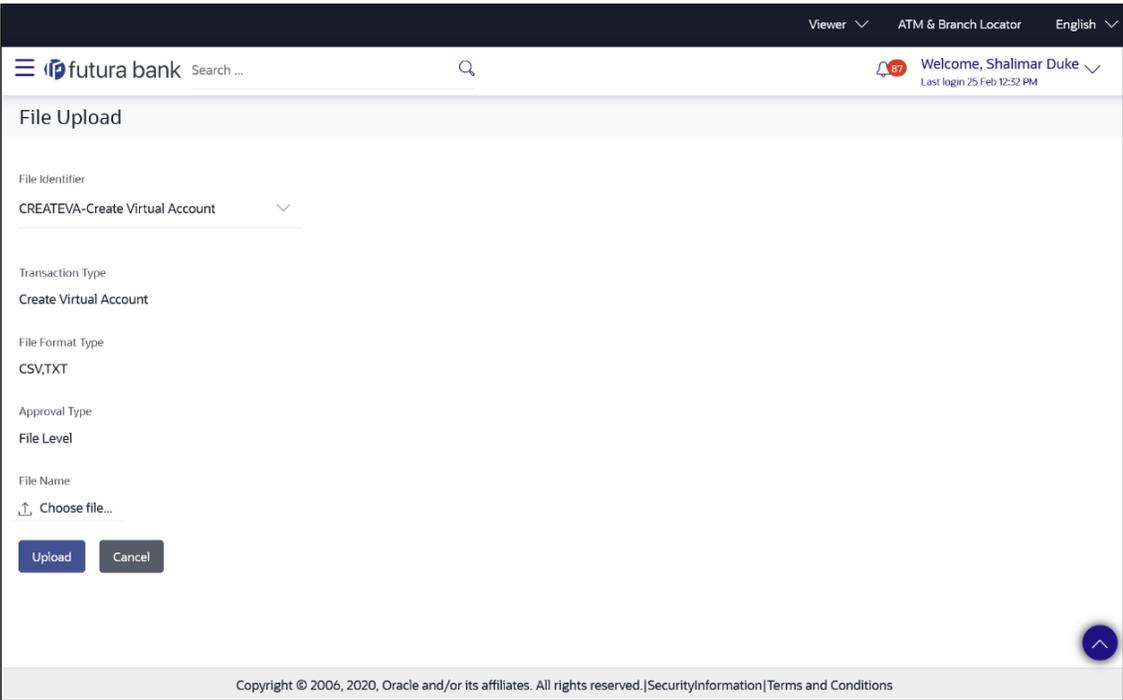 Viewer ATM & Branch Locator English
futura bank Search ... 87 Welcome, Shalimar Duke
Last login 25 Feb 12:32 PM
File Upload
File Identifier
CREATEVA-Create Virtual Account
Transaction Type
Create Virtual Account
File Format Type
CSV,TXT
Approval Type
File Level
File Name
Choose file...
Upload Cancel
Copyright © 2006, 2020, Oracle and/or its affiliates. All rights reserved.|SecurityInformation|Terms and Conditions